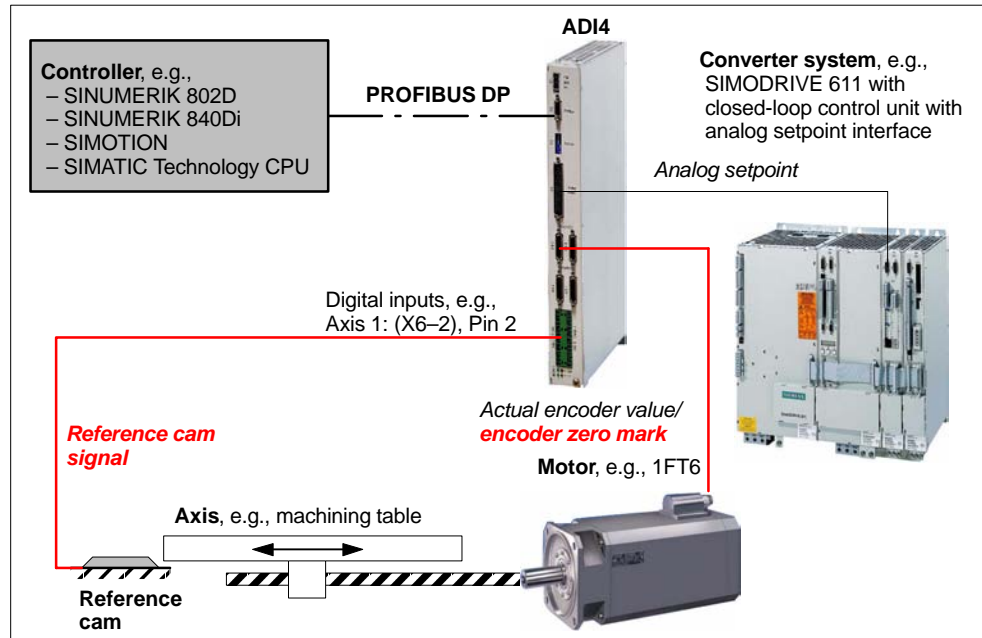 ADI4
Controller, e.g.,
– SINUMERIK 802D
– SINUMERIK 840Di
– SIMOTION
– SIMATIC Technology CPU
PROFIBUS DP
Converter system, e.g.,
SIMODRIVE 611 with
closed-loop control unit with
analog setpoint interface
Analog setpoint
Digital inputs, e.g.,
Axis 1: (X6–2), Pin 2
Reference cam
signal
Actual encoder value/
encoder zero mark
Motor, e.g., 1FT6
Axis, e.g., machining table
Reference
cam
SIEMENS